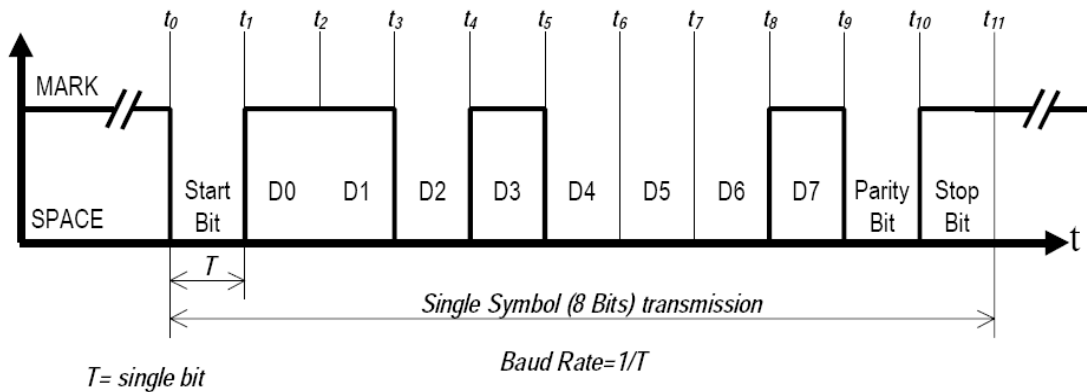 t0 t1 t2 t3 t4 t5 t6 t7 t8 t9 t10 t11
MARK
Start Bit D0 D1 D2 D3 D4 D5 D6 D7 Parity Bit Stop Bit
SPACE
t
T
Single Symbol (8 Bits) transmission
Baud Rate=1/T
T= single bit